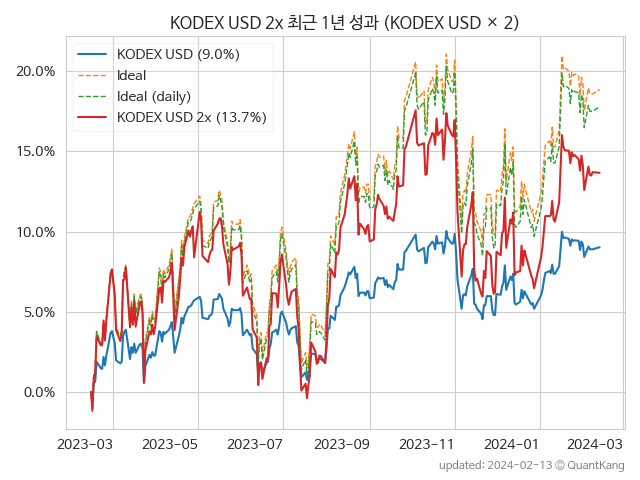 KODEX USD 2x 최근 1년 성과 (KODEX USD × 2)
KODEX USD (9.0%)
Ideal
Ideal (daily)
KODEX USD 2x (13.7%)
20.0%
15.0%
10.0%
5.0%
0.0%
2023-03 2023-05 2023-07 2023-09 2023-11 2024-01 2024-03
updated: 2024-02-13 © QuantKang